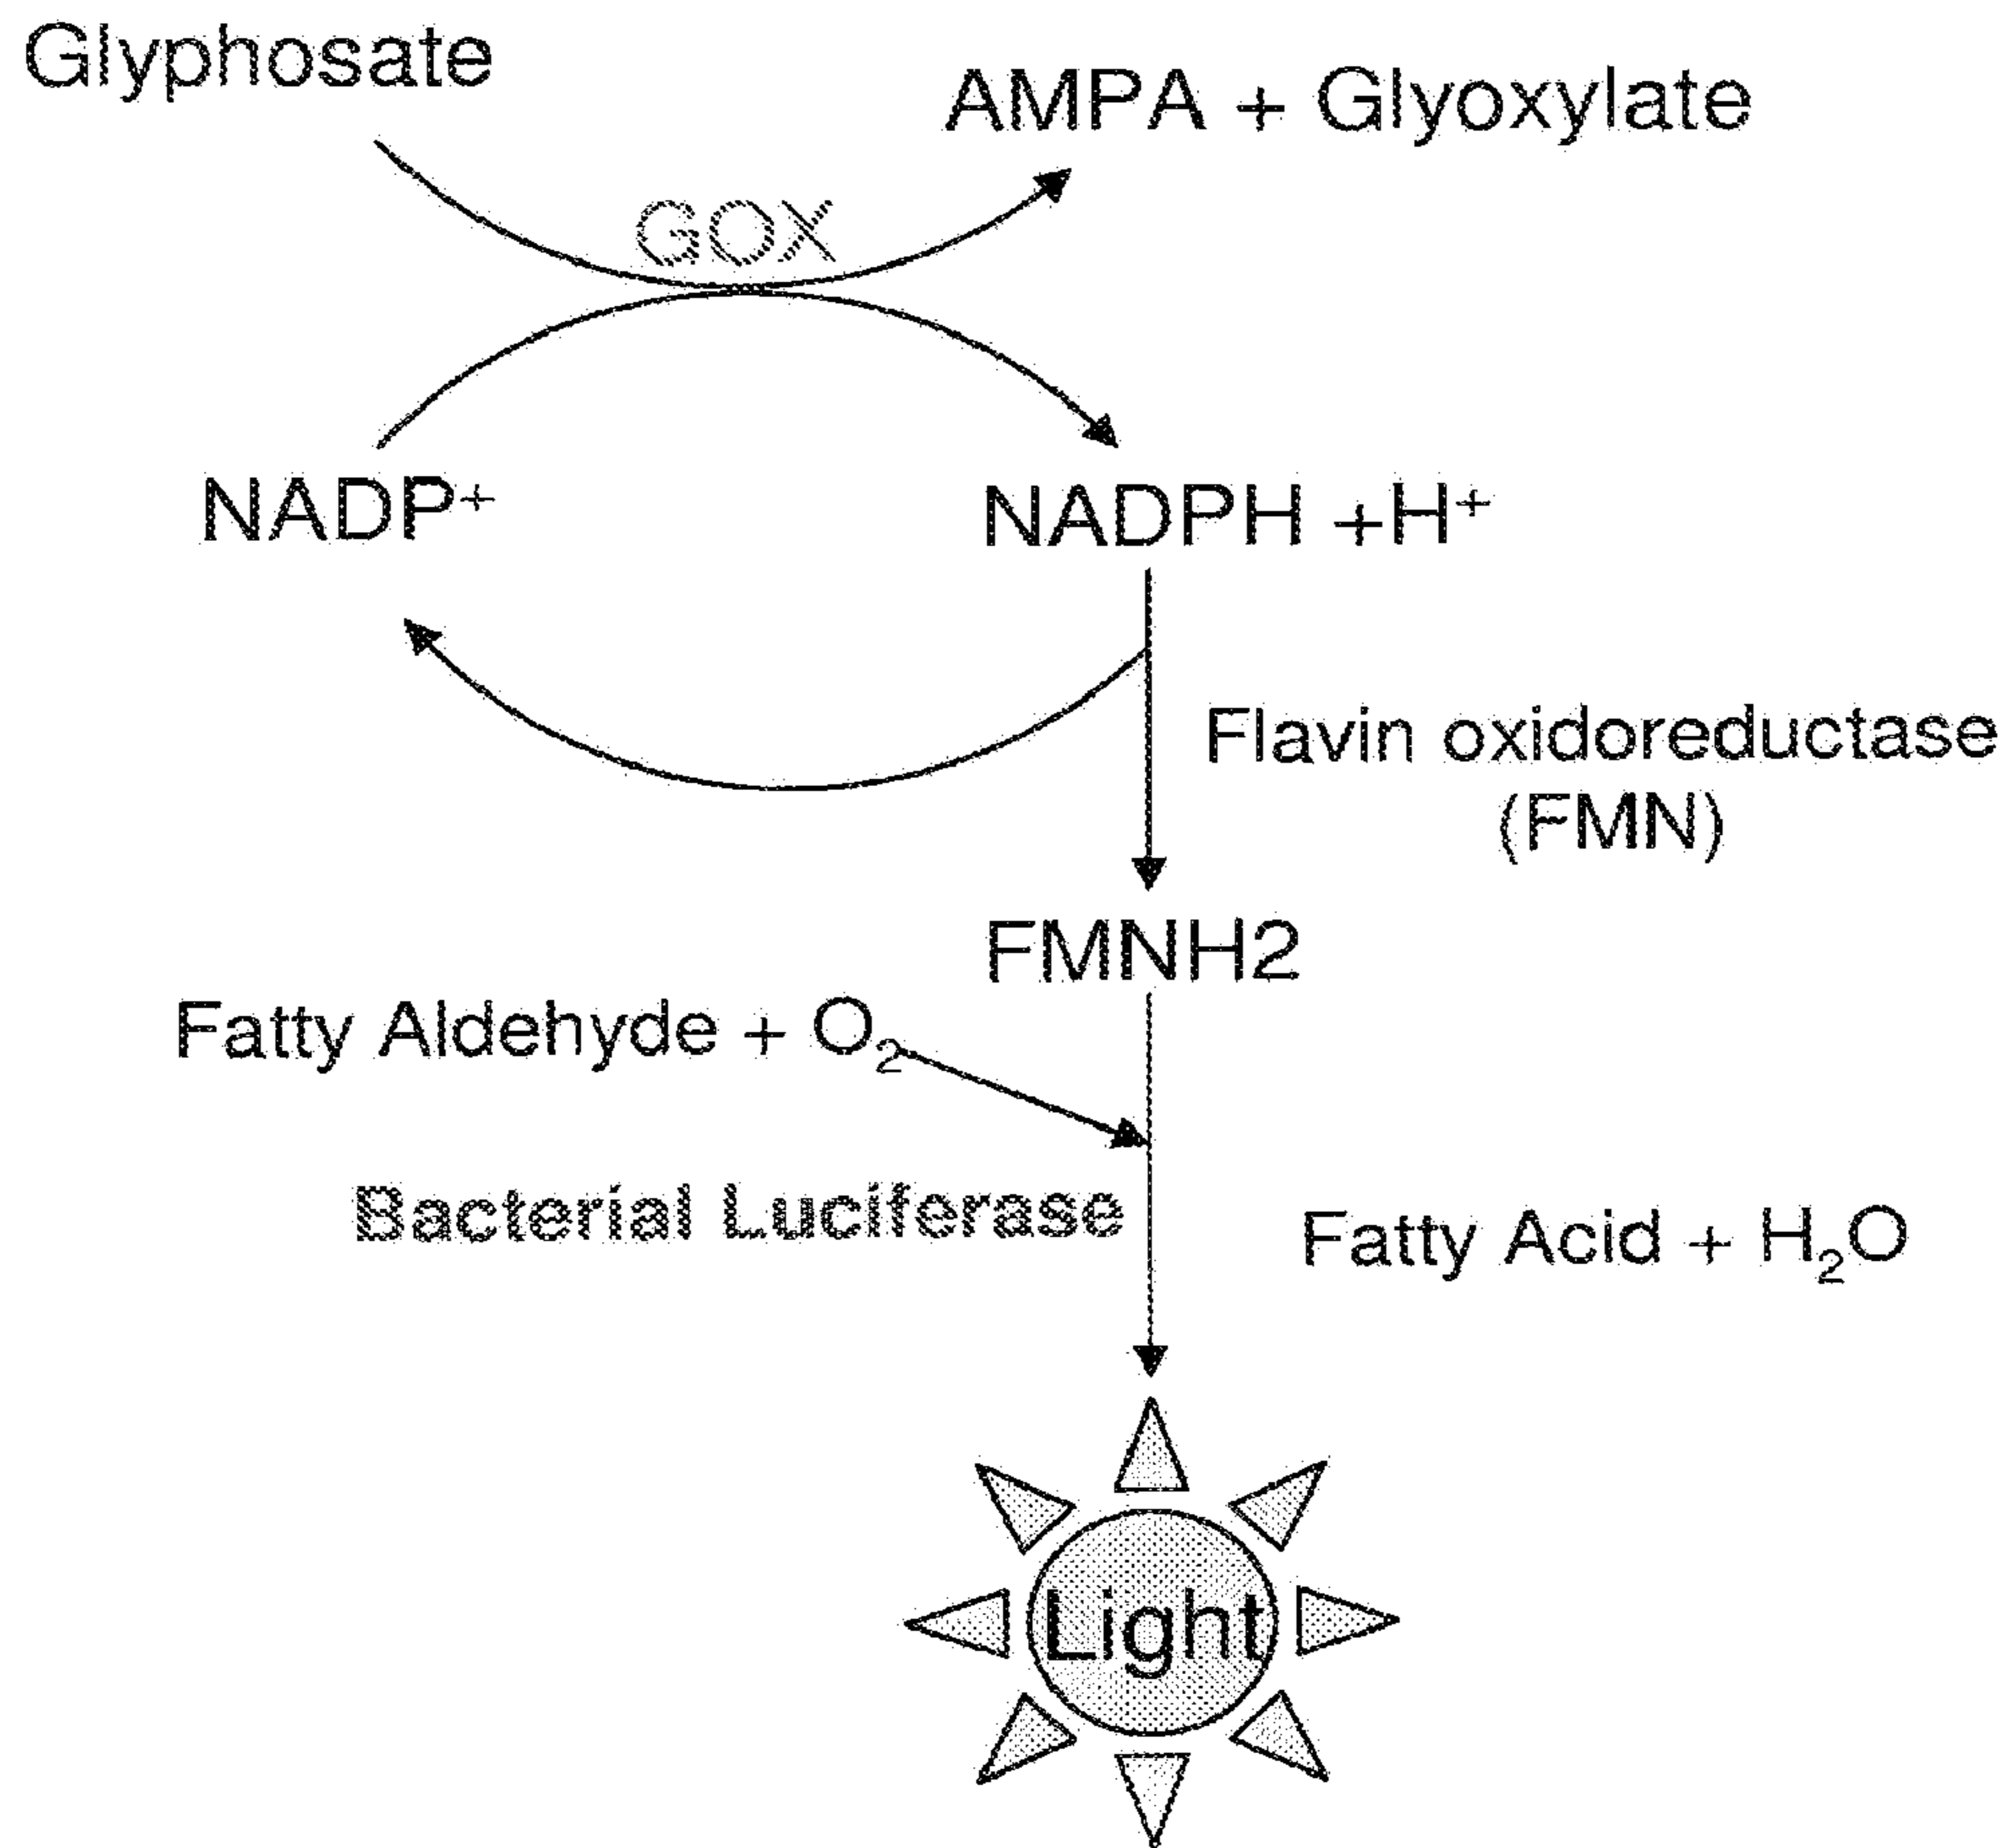 Glyphosate
AMPA + Glyoxylate
GOX
NADP⁺
NADPH +H⁺
Flavin oxidoreductase
(FMN)
FMNH2
Fatty Aldehyde + O₂
Bacterial Luciferase
Fatty Acid + H₂O
Light